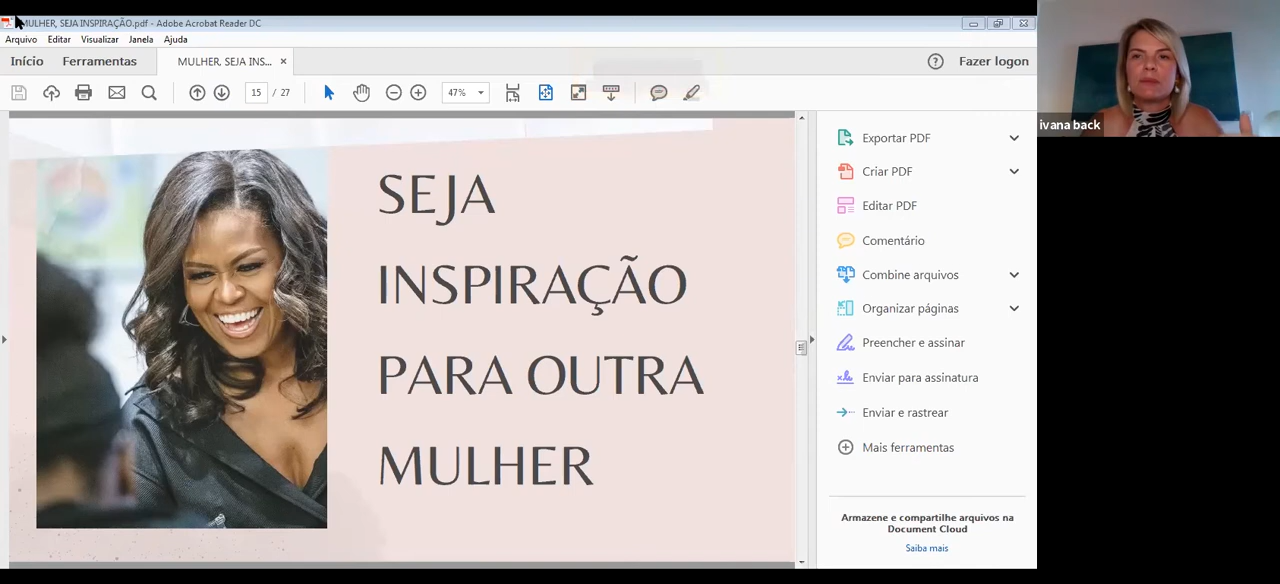 MULHER, SEJA INSPIRAÇÃO.pdf - Adobe Acrobat Reader DC
Arquivo Editar Visualizar Janela Ajuda
Início Ferramentas MULHER, SEJA INS... × Fazer logon
15 / 27 47%
SEJA
INSPIRAÇÃO
PARA OUTRA
MULHER
Exportar PDF
Criar PDF
Editar PDF
Comentário
Combine arquivos
Organizar páginas
Preencher e assinar
Enviar para assinatura
Enviar e rastrear
Mais ferramentas
Armazene e compartilhe arquivos na
Document Cloud
Saiba mais
ivana back